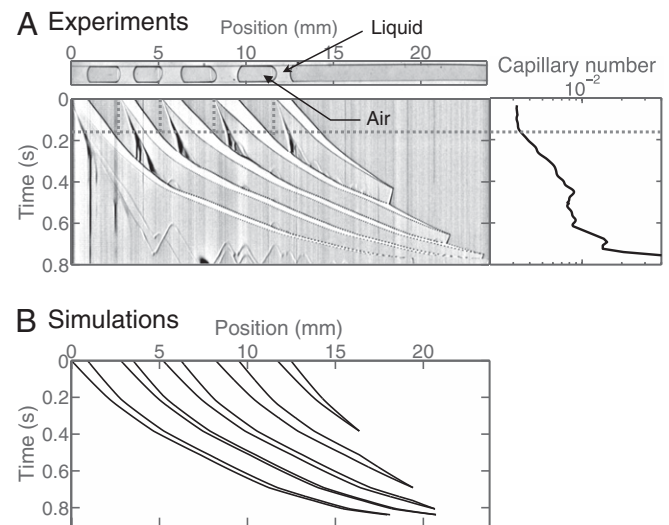 A Experiments
Position (mm)
Liquid
0 5 10 15 20
Capillary number
10-2
Air
0
0.2
0.4
0.6
0.8
Time (s)
B Simulations
Position (mm)
0 5 10 15 20
0
0.2
0.4
0.6
0.8
Time (s)